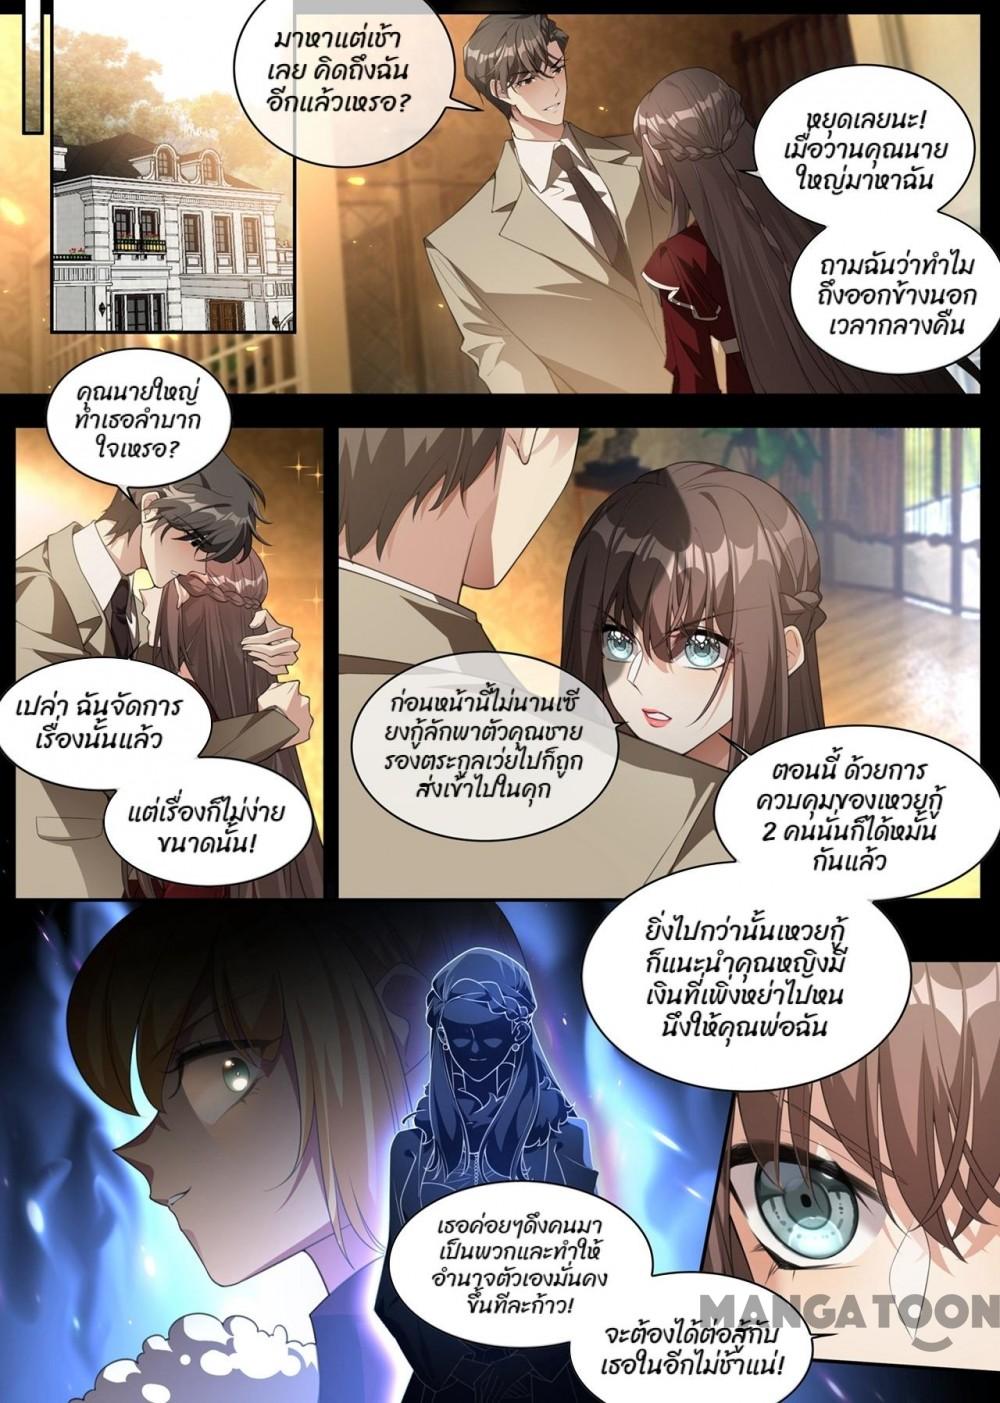 มาหาแต่เช้า
เลย คิดถึงฉัน
อีกแล้วเหรอ?
หยุดเลยนะ!
เมื่อวานคุณนาย
ใหญ่มาหาฉัน
ถามฉันว่าทำไม
ถึงออกข้างนอก
เวลากลางคืน
คุณนายใหญ่
ทำเธอลำบาก
ใจเหรอ?
เปล่า ฉันจัดการ
เรื่องนั้นแล้ว
แต่เรื่องก็ไม่ง่าย
ขนาดนั้น!
ก่อนหน้านี้ไม่นานเซี
ยงกู้ลักพาตัวคุณชาย
รองตระกูลเว่ยไปก็ถูก
ส่งเข้าไปในคุก
ตอนนี้ ด้วยการ
ควบคุมของเหวยกู้
2 คนนั่นก็ได้หมั้น
กันแล้ว
ยิ่งไปกว่านั้นเหวยกู้
ก็แนะนำคุณหญิงมี
เงินที่เพิ่งหย่าไปหน
นึงให้คุณพ่อฉัน
เธอค่อยๆดึงคนมา
เป็นพวกและทำให้
อำนาจตัวเองมั่นคง
ขึ้นทีละก้าว!
จะต้องได้ต่อสู้กับ
เธอในอีกไม่ช้าแน่!
MANGATOON